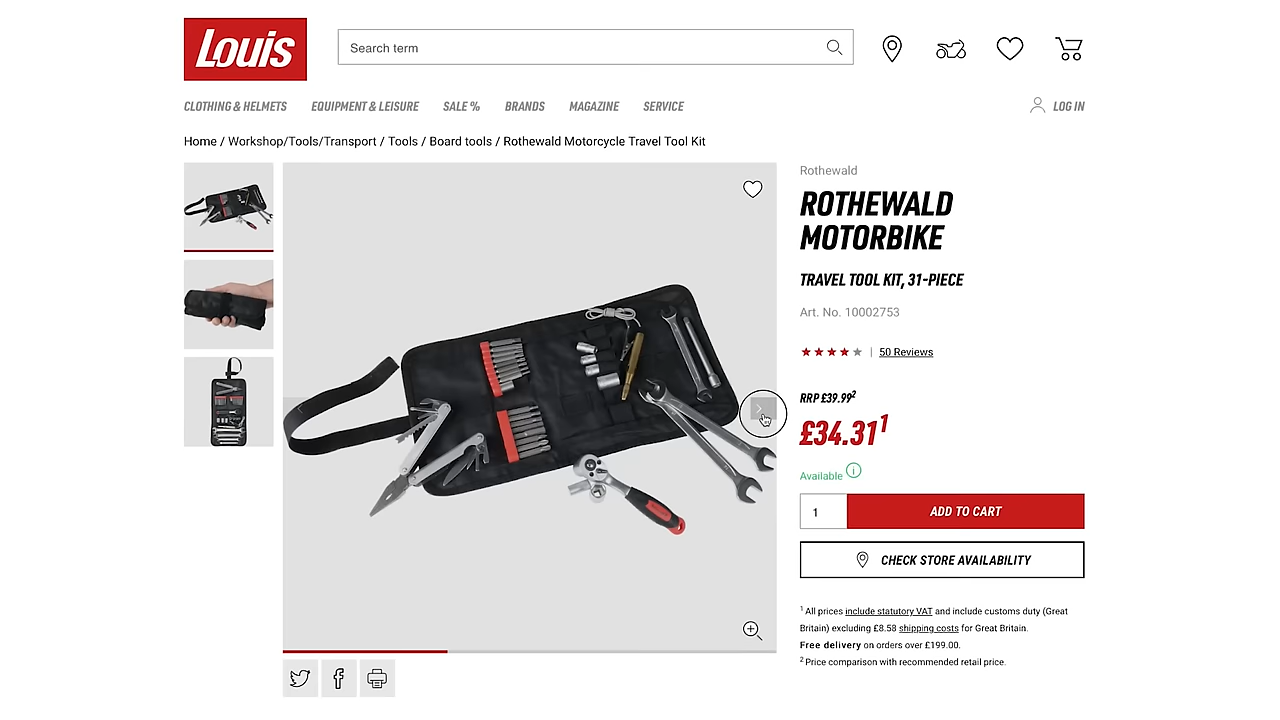 Louis
Search term
CLOTHING & HELMETS EQUIPMENT & LEISURE SALE % BRANDS MAGAZINE SERVICE LOG IN
Home / Workshop/Tools/Transport / Tools / Board tools / Rothewald Motorcycle Travel Tool Kit
Rothewald
ROTHEWALD
MOTORBIKE
TRAVEL TOOL KIT, 31-PIECE
Art. No. 10002753
| 50 Reviews
RRP £39.99²
£34.31¹
Available
1 ADD TO CART
CHECK STORE AVAILABILITY
¹ All prices include statutory VAT and include customs duty (Great
Britain) excluding £8.58 shipping costs for Great Britain.
Free delivery on orders over £199.00.
² Price comparison with recommended retail price.